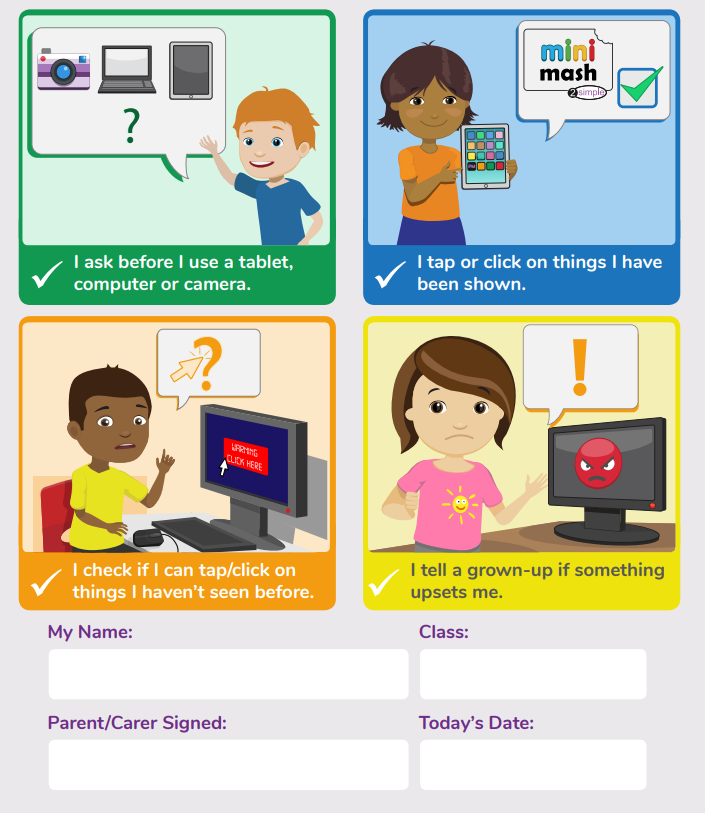 ?
mini
mash
2simple
I ask before I use a tablet,
computer or camera.
I tap or click on things I have
been shown.
?
WARNING
CLICK HERE
!
I check if I can tap/click on
things I haven't seen before.
I tell a grown-up if something
upsets me.
My Name:
Class:
Parent/Carer Signed:
Today's Date: